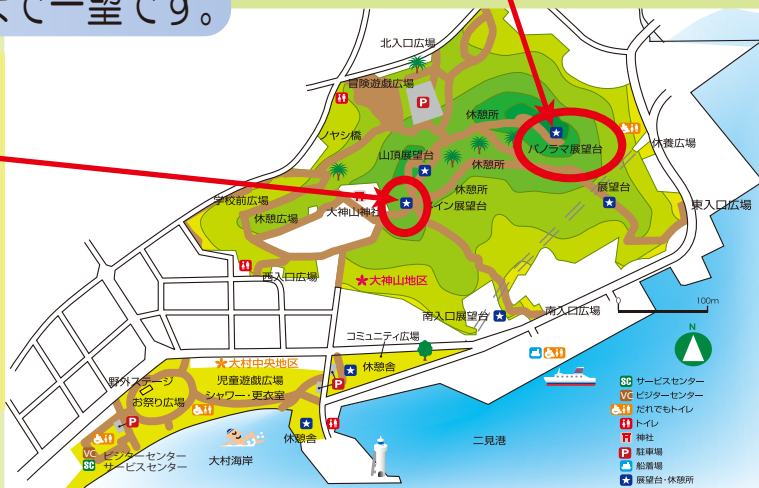 まで一望です。
北入口広場
冒険遊戯広場
P
休憩所
ノヤシ橋
パノラマ展望台
休養広場
山頂展望台
休憩所
学校前広場
休憩所
展望台
大神山神社
メイン展望台
東入口広場
休憩広場
西入口広場
大神山地区
南入口展望台
南入口広場
0
100m
コミュニティ広場
N
大村中央地区
休憩舎
野外ステージ
児童遊戯広場
P
シャワー・更衣室
お祭り広場
P
休憩舎
二見港
VC ビジターセンター
SC サービスセンター
大村海岸
SC サービスセンター
VC ビジターセンター
だれでもトイレ
トイレ
神社
P 駐車場
船着場
展望台・休憩所